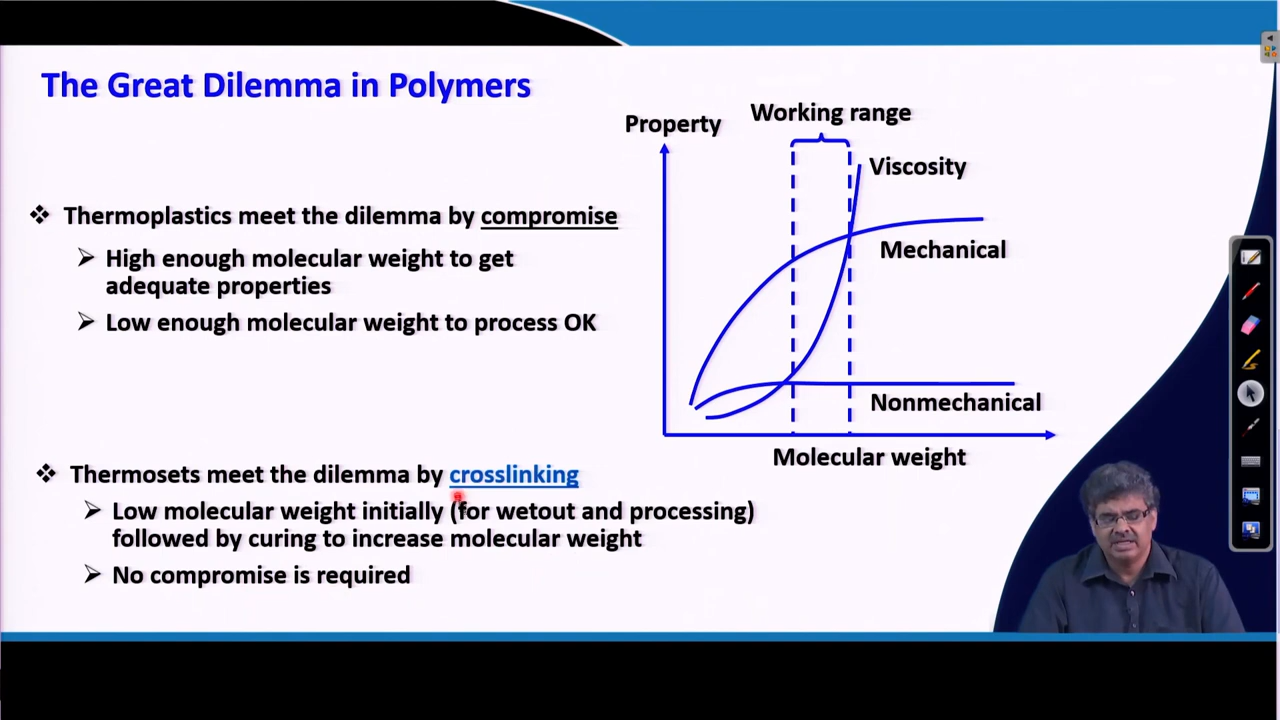 The Great Dilemma in Polymers
Thermoplastics meet the dilemma by compromise
High enough molecular weight to get
adequate properties
Low enough molecular weight to process OK
Property
Working range
Viscosity
Mechanical
Nonmechanical
Molecular weight
Thermosets meet the dilemma by crosslinking
Low molecular weight initially (for wetout and processing)
followed by curing to increase molecular weight
No compromise is required